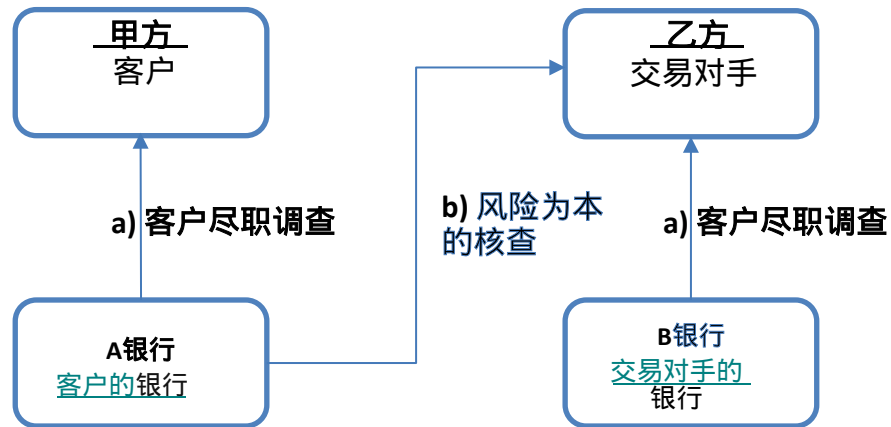 甲方
客户
乙方
交易对手
a) 客户尽职调查
b) 风险为本
的核查
a) 客户尽职调查
A银行
客户的银行
B银行
交易对手的
银行